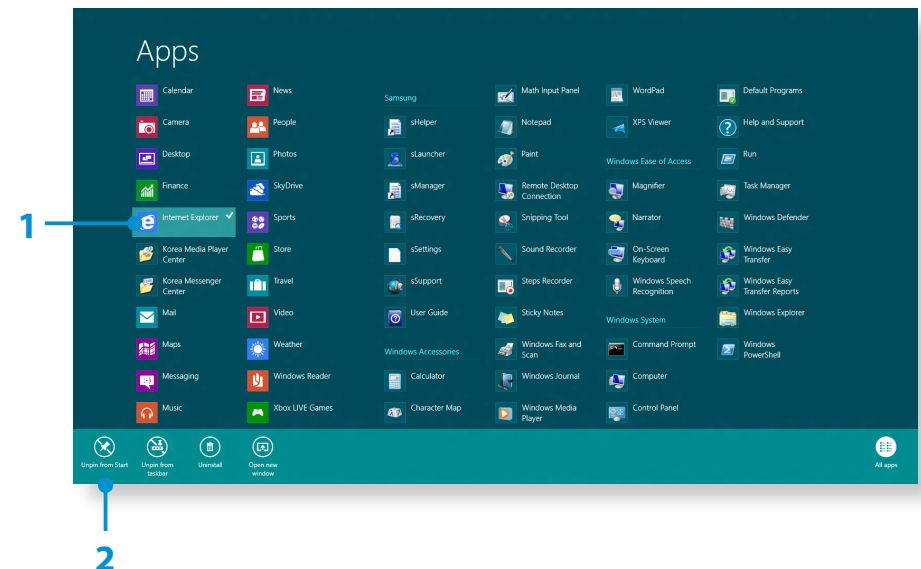 Apps
Calendar
Camera
Desktop
Finance
Internet Explorer
Korea Media Player
Center
Korea Messenger
Center
Mail
Maps
Messaging
Music
News
People
Photos
SkyDrive
Sports
Store
Travel
Video
Weather
Windows Reader
Xbox LIVE Games
Samsung
sHelper
sLauncher
sManager
sRecovery
sSettings
sSupport
User Guide
Windows Accessories
Calculator
Character Map
Math Input Panel
Notepad
Paint
Remote Desktop
Connection
Snipping Tool
Sound Recorder
Steps Recorder
Sticky Notes
Windows Fax and
Scan
Windows Journal
Windows Media
Player
WordPad
XPS Viewer
Windows Ease of Access
Magnifier
Narrator
On-Screen
Keyboard
Windows Speech
Recognition
Windows System
Command Prompt
Computer
Control Panel
Default Programs
Help and Support
Run
Task Manager
Windows Defender
Windows Easy
Transfer
Windows Easy
Transfer Reports
Windows Explorer
Windows
PowerShell
1
Unpin from Start
Unpin from
taskbar
Uninstall
Open new
window
All apps
2